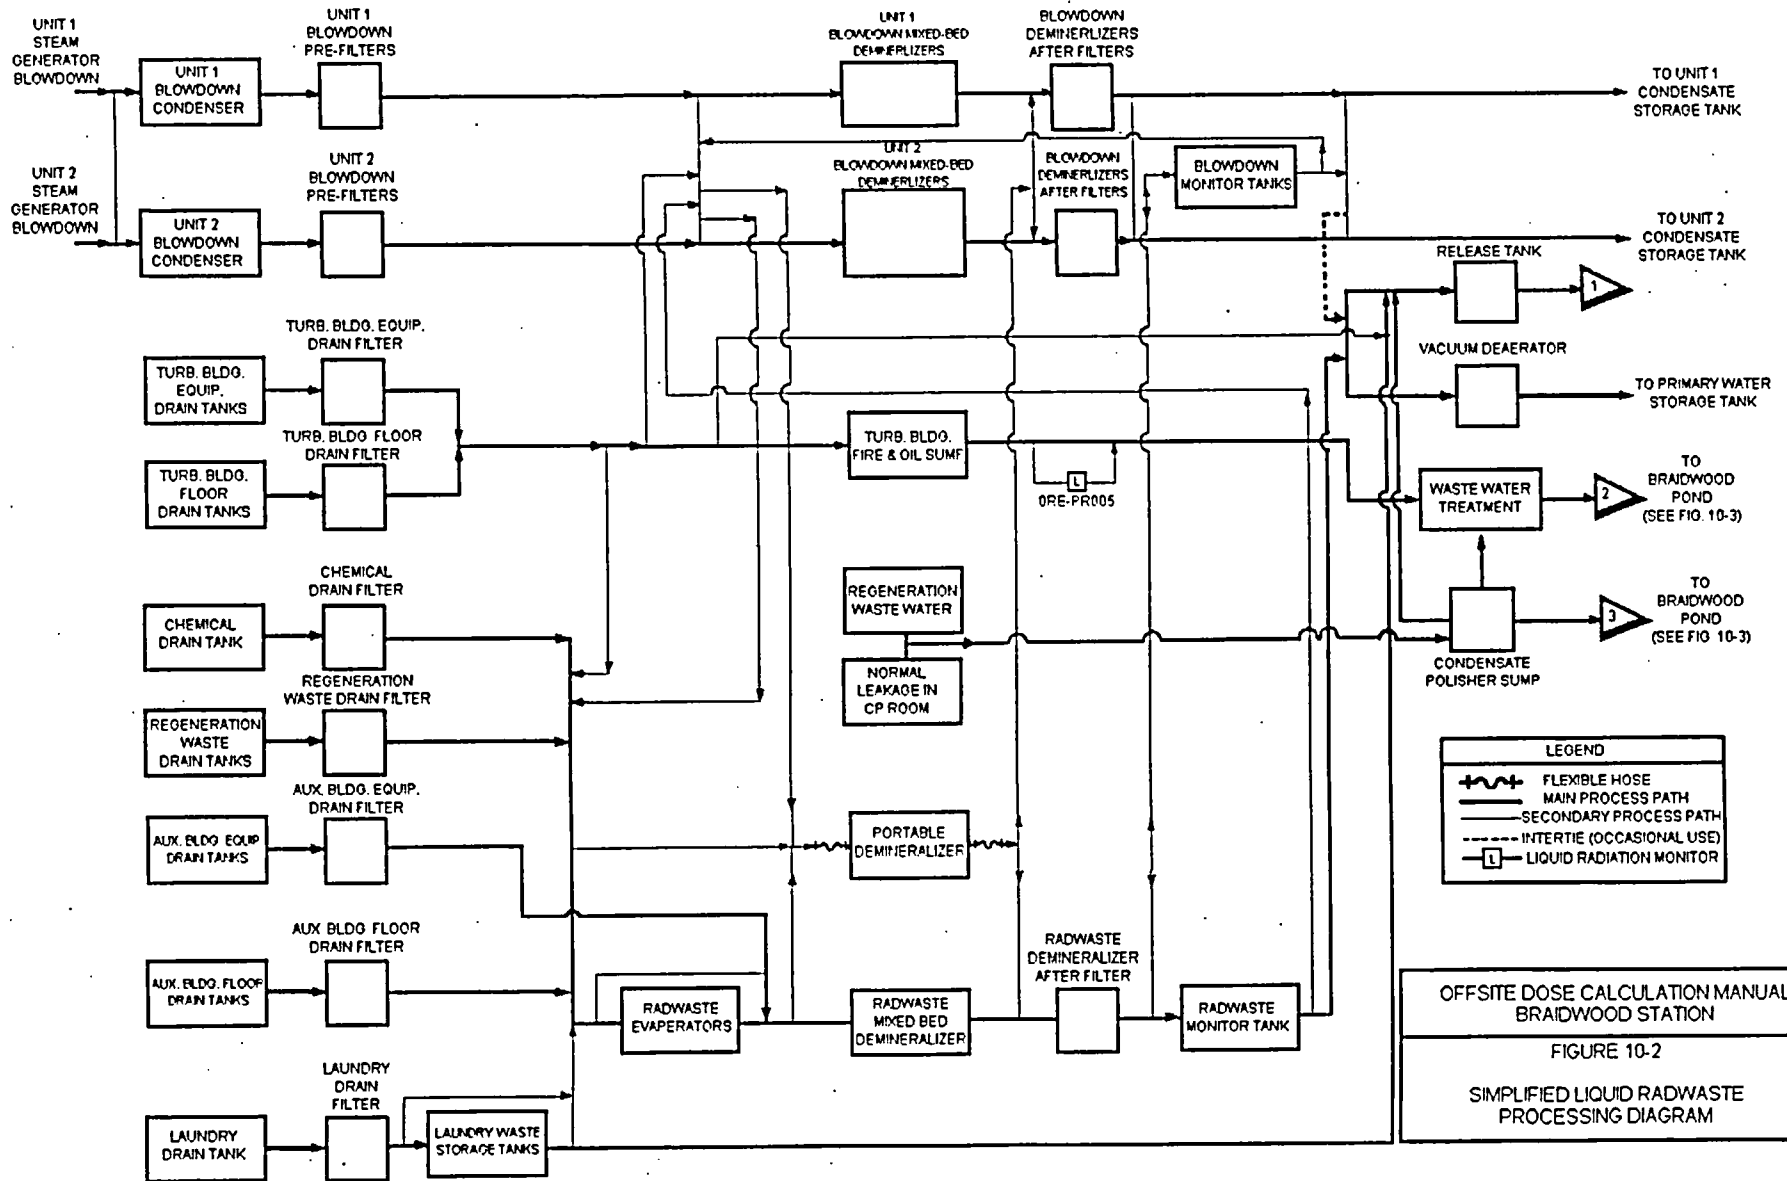 UNIT 1
STEAM
GENERATOR
BLOWDOWN
UNIT 1
BLOWDOWN
CONDENSER
UNIT 1
BLOWDOWN
PRE-FILTERS
UNIT 1
BLOWDOWN MIXED-BED
DEMINERLIZERS
BLOWDOWN
DEMINERLIZERS
AFTER FILTERS
TO UNIT 1
CONDENSATE
STORAGE TANK
UNIT 2
STEAM
GENERATOR
BLOWDOWN
UNIT 2
BLOWDOWN
CONDENSER
UNIT 2
BLOWDOWN
PRE-FILTERS
UNIT 2
BLOWDOWN MIXED-BED
DEMINERLIZERS
BLOWDOWN
DEMINERLIZERS
AFTER FILTERS
BLOWDOWN
MONITOR TANKS
TO UNIT 2
CONDENSATE
STORAGE TANK
RELEASE TANK
1
TURB. BLDG. EQUIP.
DRAIN FILTER
TURB. BLDG.
EQUIP.
DRAIN TANKS
VACUUM DEAERATOR
TO PRIMARY WATER
STORAGE TANK
TURB. BLDG FLOOR
DRAIN FILTER
TURB. BLDG.
FLOOR
DRAIN TANKS
TURB. BLDG.
FIRE & OIL SUMF
L
0RE-PR005
WASTE WATER
TREATMENT
2
TO
BRAIDWOOD
POND
(SEE FIG. 10-3)
CHEMICAL
DRAIN FILTER
CHEMICAL
DRAIN TANK
REGENERATION
WASTE WATER
NORMAL
LEAKAGE IN
CP ROOM
CONDENSATE
POLISHER SUMP
3
TO
BRAIDWOOD
POND
(SEE FIG. 10-3)
REGENERATION
WASTE DRAIN FILTER
REGENERATION
WASTE
DRAIN TANKS
LEGEND
FLEXIBLE HOSE
MAIN PROCESS PATH
SECONDARY PROCESS PATH
INTERTIE (OCCASIONAL USE)
L
LIQUID RADIATION MONITOR
AUX. BLDG. EQUIP.
DRAIN FILTER
AUX. BLDG EQUIP
DRAIN TANKS
PORTABLE
DEMINERALIZER
AUX BLDG FLOOR
DRAIN FILTER
AUX. BLDG. FLOOR
DRAIN TANKS
RADWASTE
EVAPERATORS
RADWASTE
MIXED BED
DEMINERALIZER
RADWASTE
DEMINERALIZER
AFTER FILTER
RADWASTE
MONITOR TANK
LAUNDRY
DRAIN
FILTER
LAUNDRY
DRAIN TANK
LAUNDRY WASTE
STORAGE TANKS
OFFSITE DOSE CALCULATION MANUAL
BRAIDWOOD STATION
FIGURE 10-2
SIMPLIFIED LIQUID RADWASTE
PROCESSING DIAGRAM